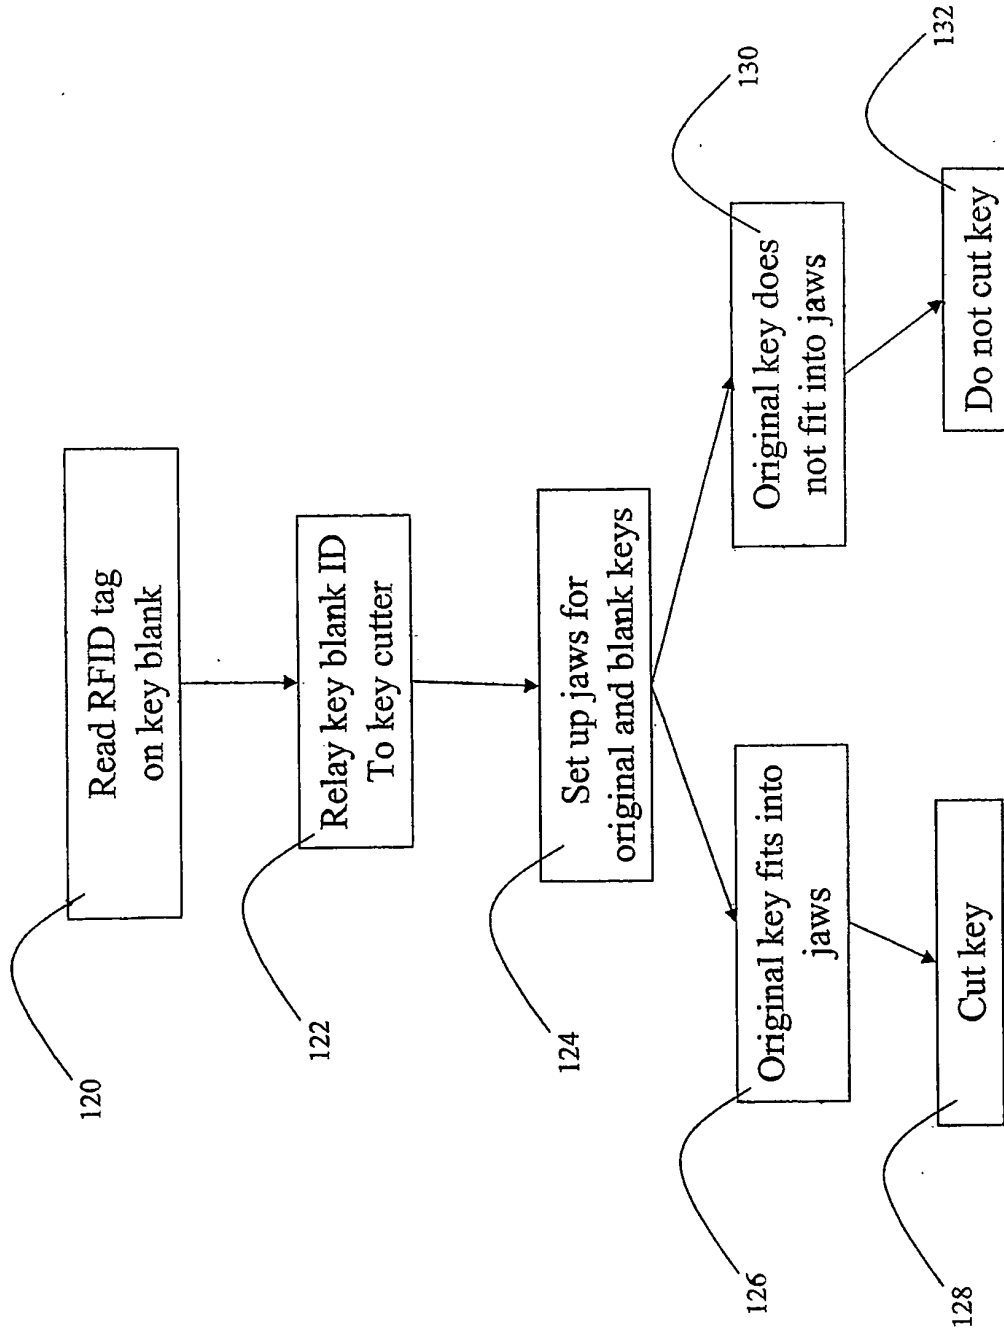 120
Read RFID tag
on key blank
122
Relay key blank ID
To key cutter
124
Set up jaws for
original and blank keys
126
Original key fits into
jaws
130
Original key does
not fit into jaws
128
Cut key
132
Do not cut key